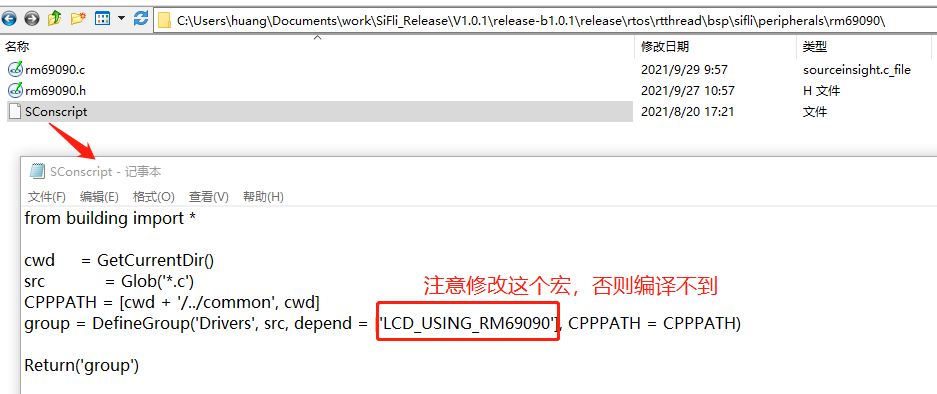 C:\Users\huang\Documents\work\SiFli_Release\V1.0.1\release-b1.0.1\release\rtos\rtthread\bsp\sifli\peripherals\rm69090\
名称 修改日期 类型
rm69090.c 2021/9/29 9:57 sourceinsight.c_file
rm69090.h 2021/9/27 10:57 H 文件
SConscript 2021/8/20 17:21 文件
SConscript - 记事本
文件(F) 编辑(E) 格式(O) 查看(V) 帮助(H)
from building import *
cwd = GetCurrentDir()
src = Glob('*.c')
注意修改这个宏，否则编译不到
CPPPATH = [cwd + '/../common', cwd]
group = DefineGroup('Drivers', src, depend = ['LCD_USING_RM69090'], CPPPATH = CPPPATH)
Return('group')